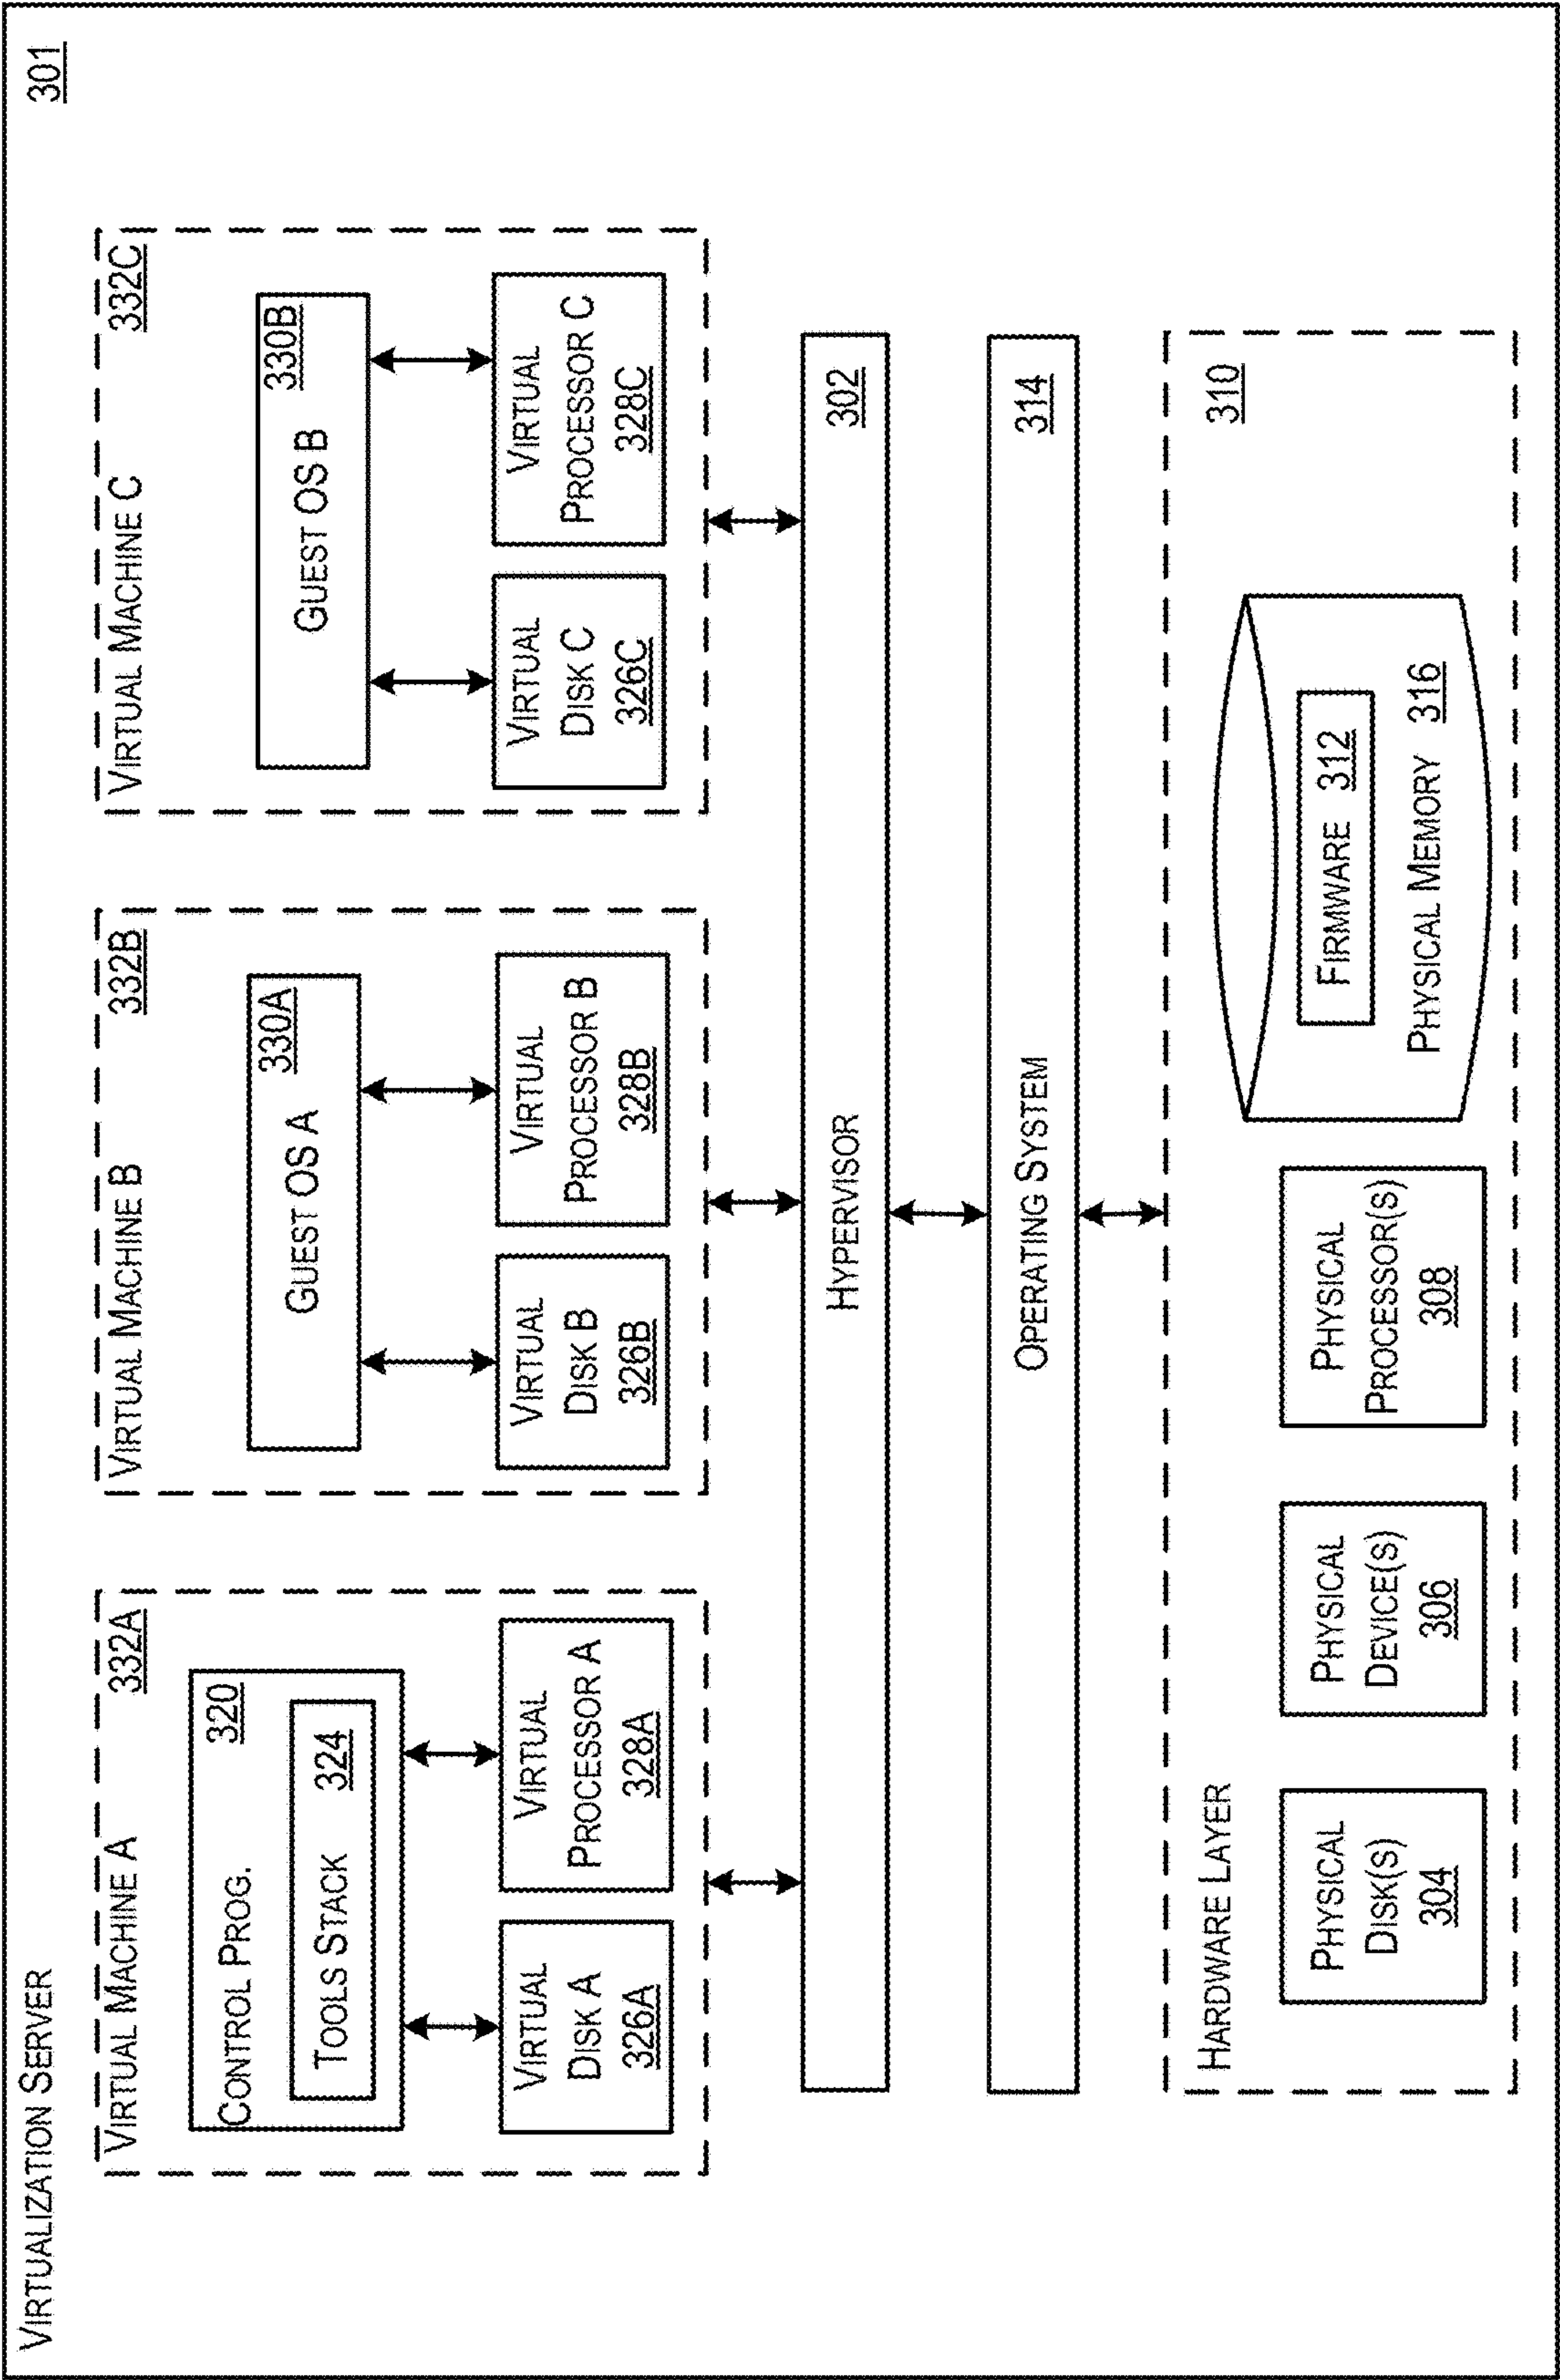 VIRTUALIZATION SERVER
301
VIRTUAL MACHINE A
332A
CONTROL PROG.
320
TOOLS STACK
324
VIRTUAL
DISK A
326A
VIRTUAL
PROCESSOR A
328A
VIRTUAL MACHINE B
332B
330A
GUEST OS A
VIRTUAL
DISK B
326B
VIRTUAL
PROCESSOR B
328B
VIRTUAL MACHINE C
332C
330B
GUEST OS B
VIRTUAL
DISK C
326C
VIRTUAL
PROCESSOR C
328C
HYPERVISOR
302
OPERATING SYSTEM
314
HARDWARE LAYER
310
PHYSICAL
DISK(S)
304
PHYSICAL
DEVICE(S)
306
PHYSICAL
PROCESSOR(S)
308
FIRMWARE 312
PHYSICAL MEMORY 316